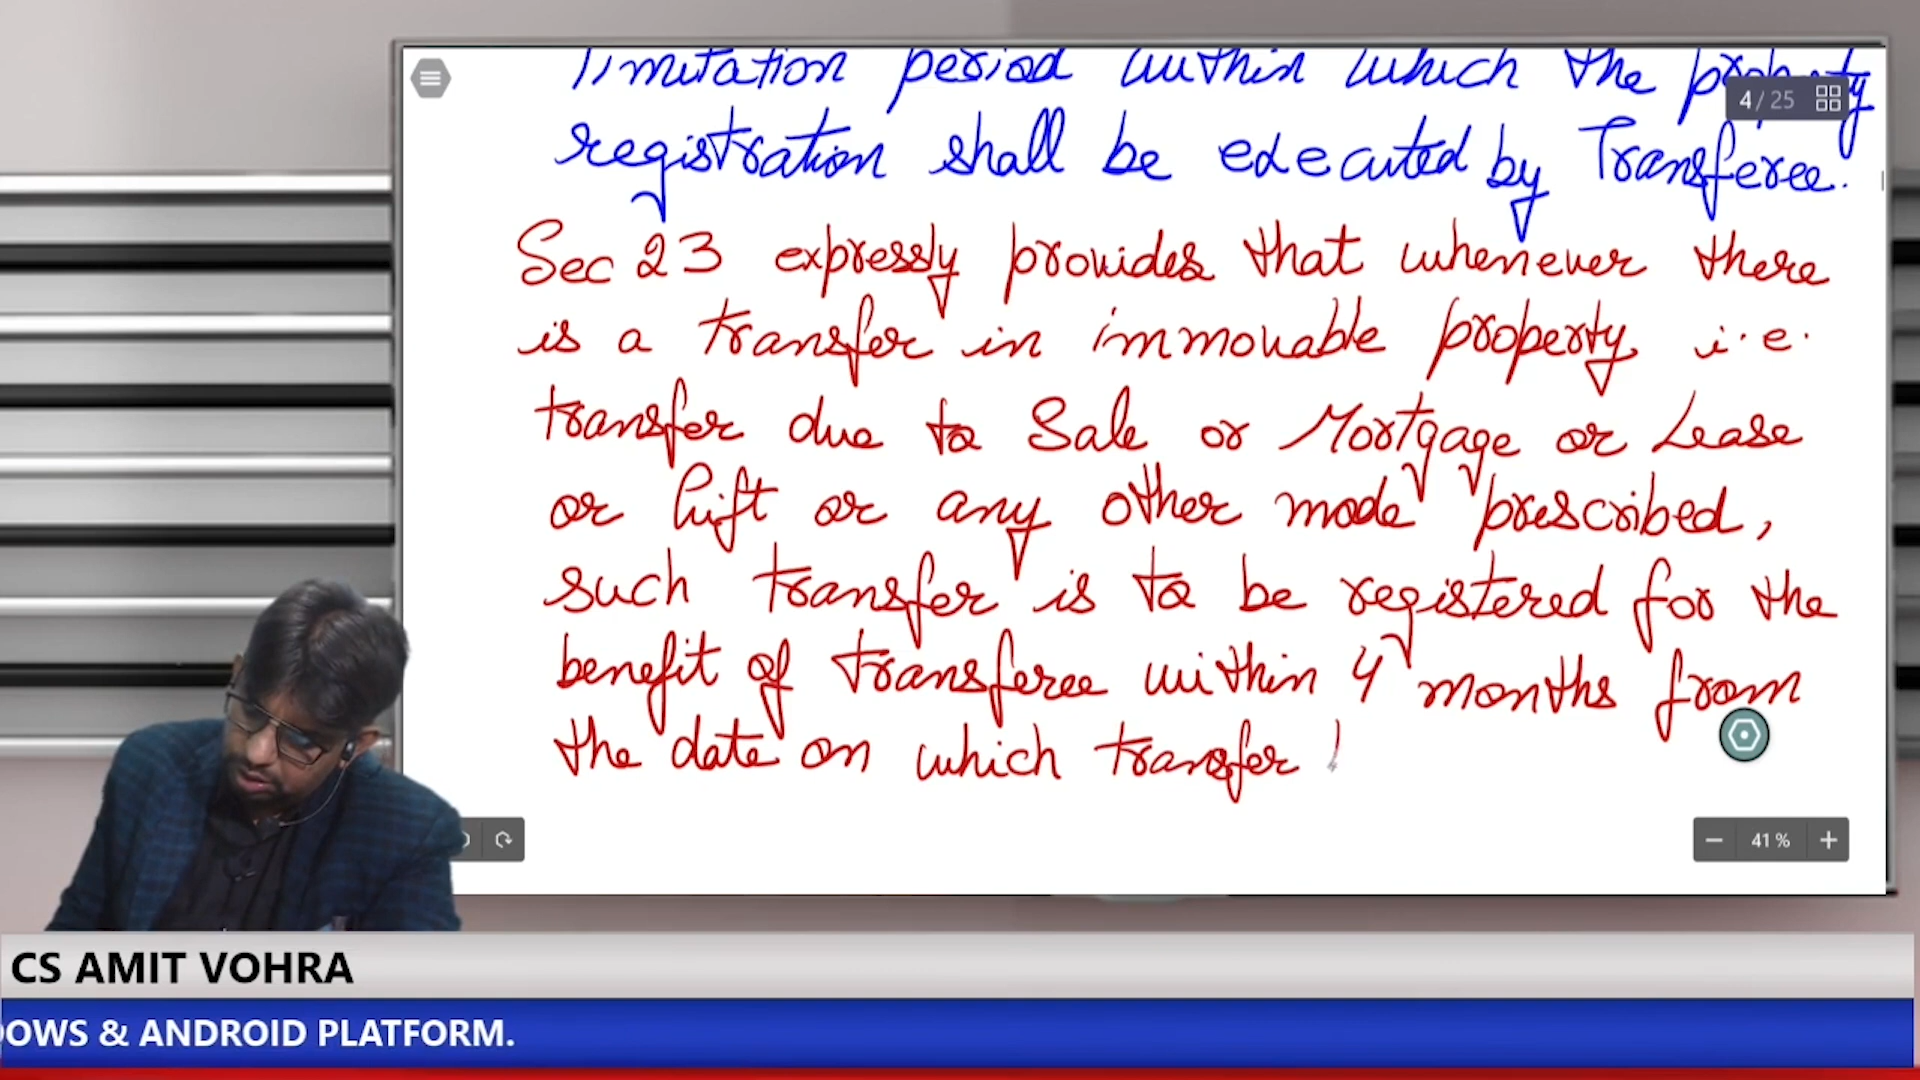 limitation period within which the property
4 / 25
registration shall be executed by Transferee.
Sec 23 expressly provides that whenever there
is a transfer in immovable property i.e.
transfer due to Sale or Mortgage or Lease
or Gift or any other mode prescribed,
such transfer is to be registered for the
benefit of transferee within 4 months from
the date on which transfer
41 %
CS AMIT VOHRA
OWS & ANDROID PLATFORM.